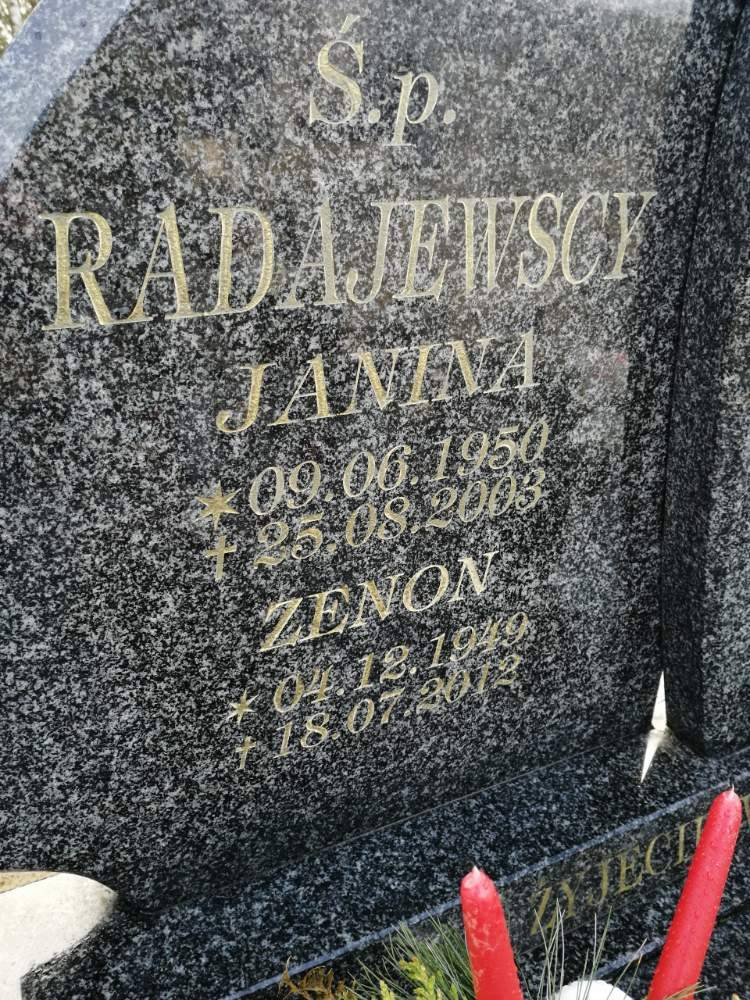 Ś.p.
RADAJEWSCY
JANINA
* 09.06.1950
† 25.08.2003
ZENON
* 04.12.1949
† 18.07.2012